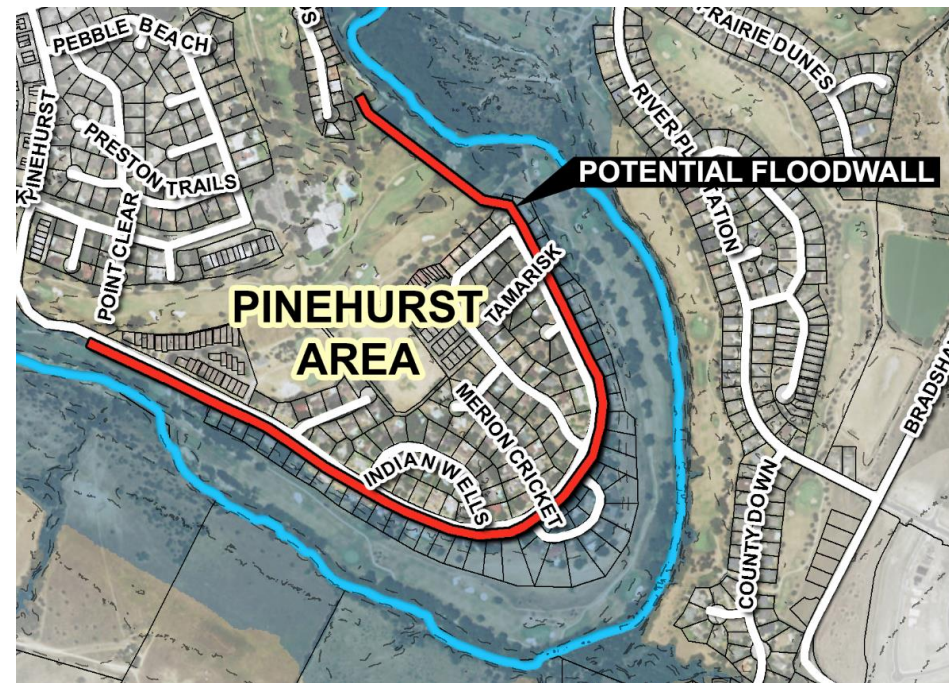 PEBBLE BEACH
PRAIRIE DUNES
PINEHURST
PRESTON TRAILS
POINT CLEAR
POTENTIAL FLOODWALL
PINEHURST
AREA
TAMARISK
MERION CRICKET
INDIAN WELLS
COUNTY DOWN